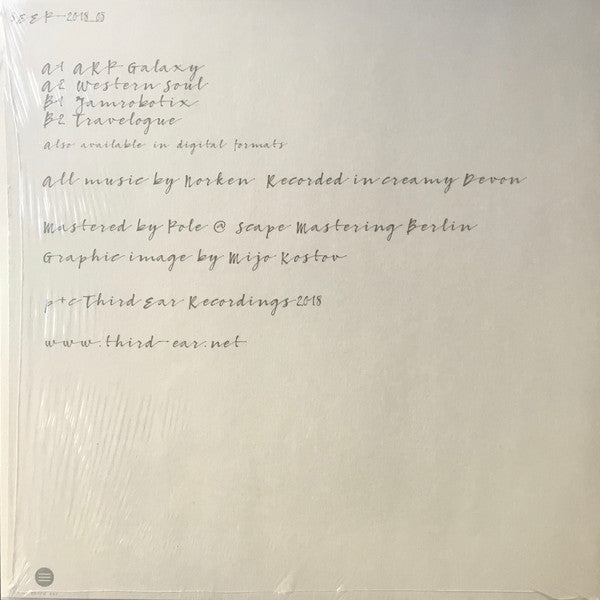 3EEP-2018_05
A1 ARP Galaxy
A2 Western Soul
B1 Jamrobotix
B2 Travelogue
Also available in digital formats
All music by Norken Recorded in creamy Devon
Mastered by Pole @ Scape Mastering Berlin
Graphic image by Mijo Kostov
p+c Third Ear Recordings 2018
www.third-ear.net